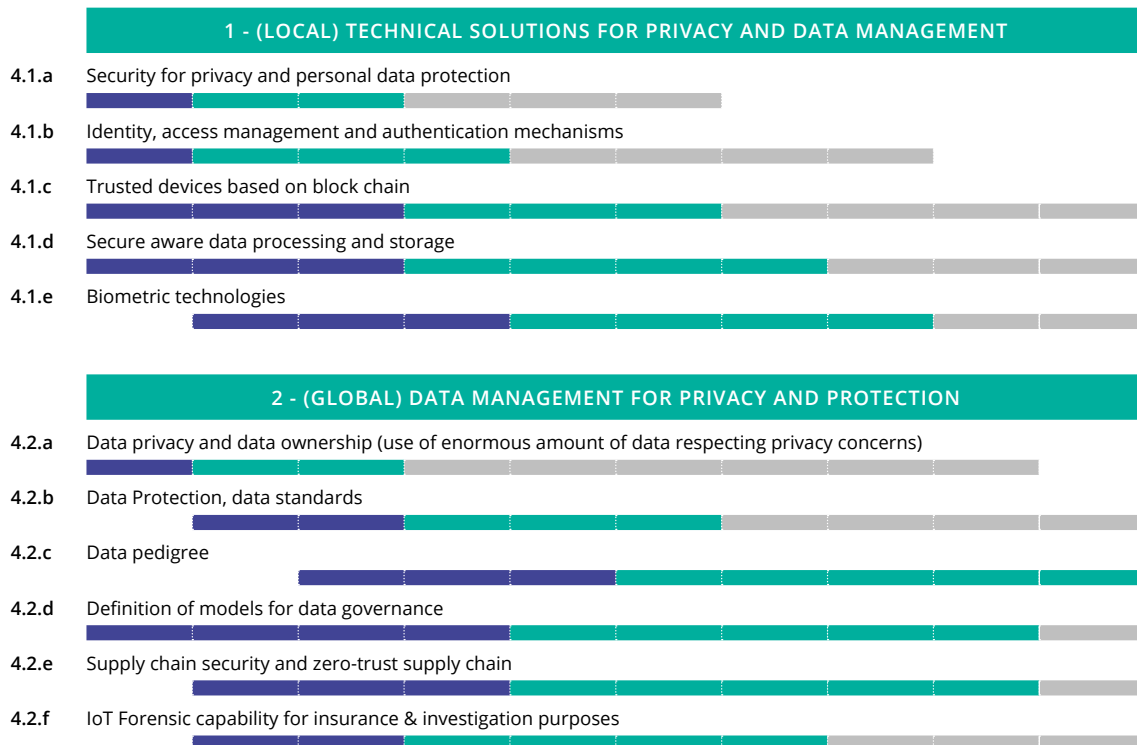 1 - (LOCAL) TECHNICAL SOLUTIONS FOR PRIVACY AND DATA MANAGEMENT
4.1.a Security for privacy and personal data protection
4.1.b Identity, access management and authentication mechanisms
4.1.c Trusted devices based on block chain
4.1.d Secure aware data processing and storage
4.1.e Biometric technologies
2 - (GLOBAL) DATA MANAGEMENT FOR PRIVACY AND PROTECTION
4.2.a Data privacy and data ownership (use of enormous amount of data respecting privacy concerns)
4.2.b Data Protection, data standards
4.2.c Data pedigree
4.2.d Definition of models for data governance
4.2.e Supply chain security and zero-trust supply chain
4.2.f IoT Forensic capability for insurance & investigation purposes